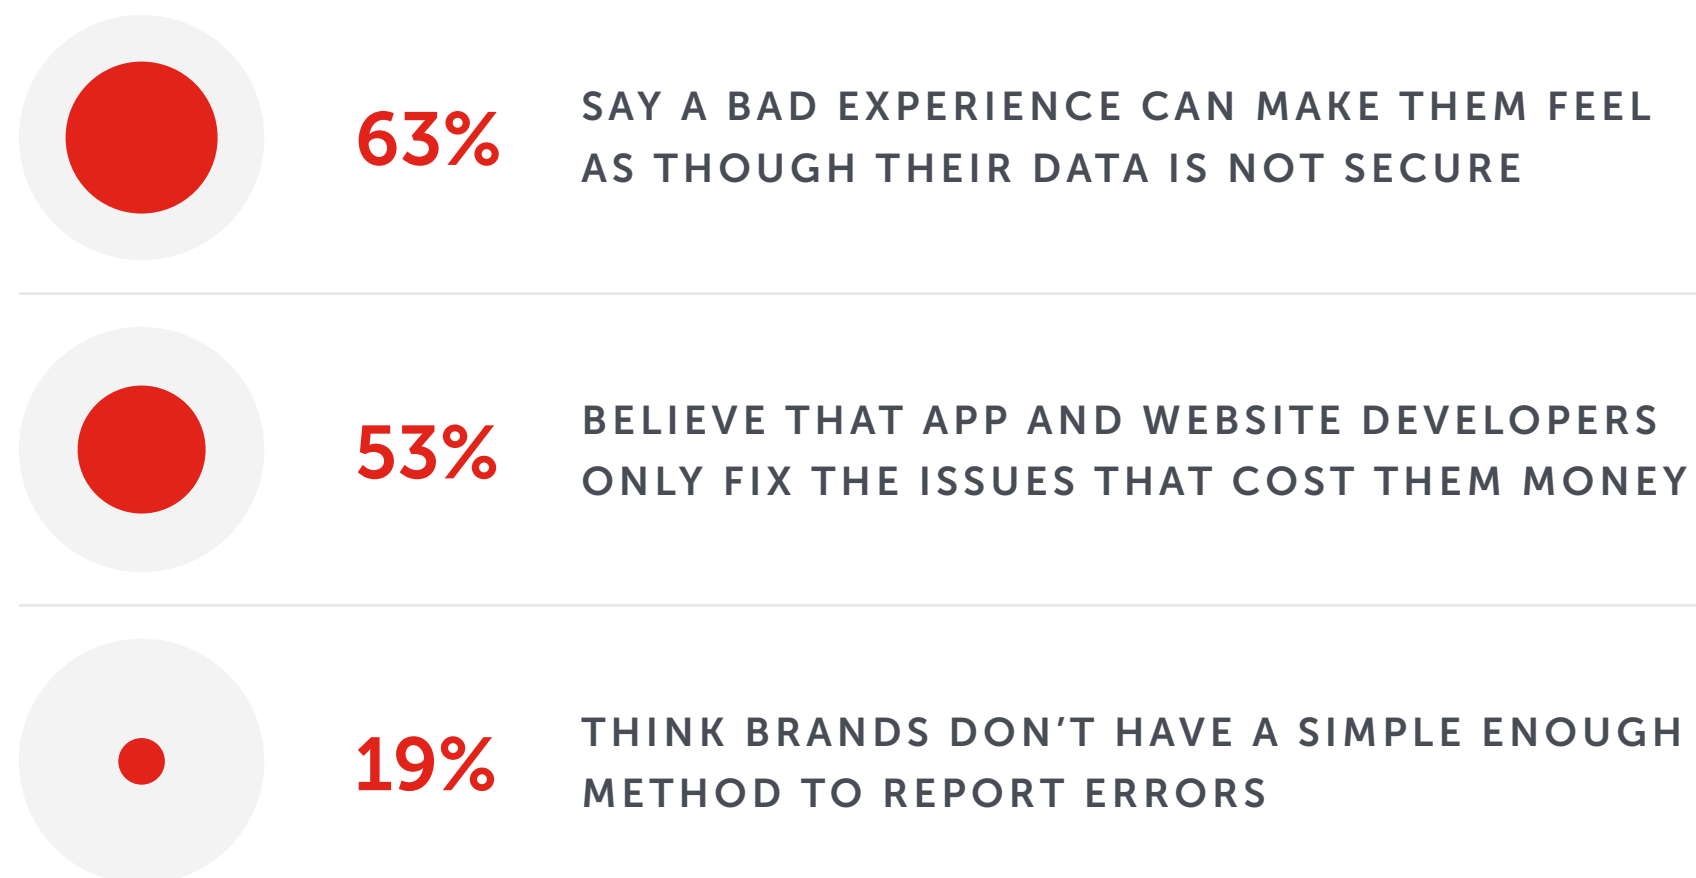 63%
SAY A BAD EXPERIENCE CAN MAKE THEM FEEL
AS THOUGH THEIR DATA IS NOT SECURE
53%
BELIEVE THAT APP AND WEBSITE DEVELOPERS
ONLY FIX THE ISSUES THAT COST THEM MONEY
19%
THINK BRANDS DON’T HAVE A SIMPLE ENOUGH
METHOD TO REPORT ERRORS